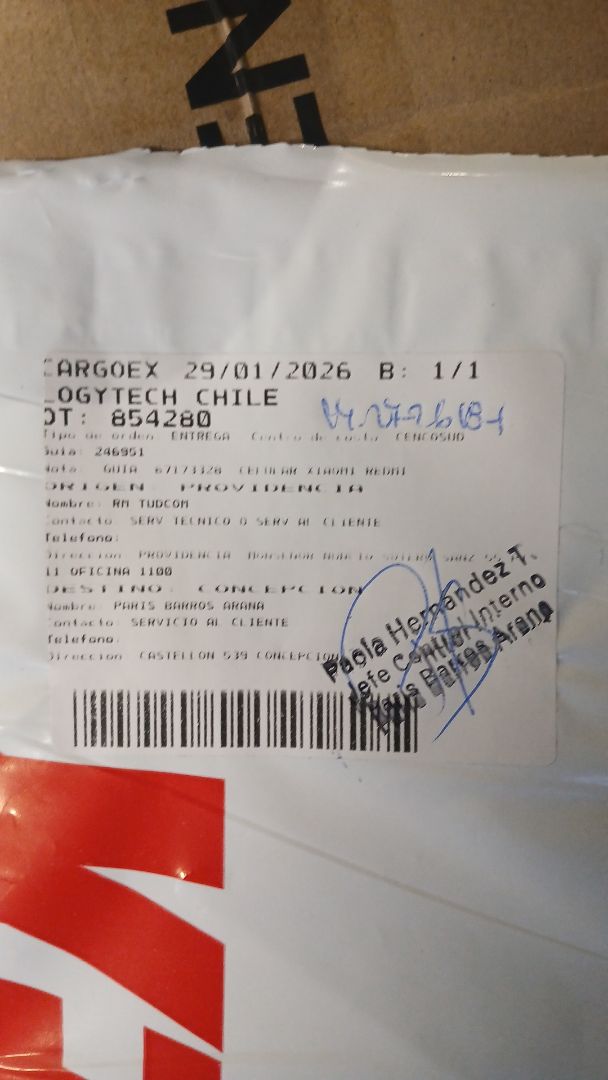 CARGOEX 29/01/2026 B: 1/1
LOGYTECH CHILE
OT: 854280
Tipo de orden: ENTREGA Centro de costo: CENCOSUD
Guia: 246951
Nota: GUIA 67173328 CELULAR XIAOMI REDMI
ORIGEN: PROVIDENCIA
Nombre: RM TUDCOM
Contacto: SERV TECNICO O SERV AL CLIENTE
Telefono:
Direccion: PROVIDENCIA
11 OFICINA 1100
DESTINO: CONCEPCION
Nombre: PARIS BARROS ARANA
Contacto: SERVICIO AL CLIENTE
Telefono:
Direccion: CASTELLON 539 CONCEPCION
Paola Hernández T.
Jefe Control Interno
Paris Barros Arana